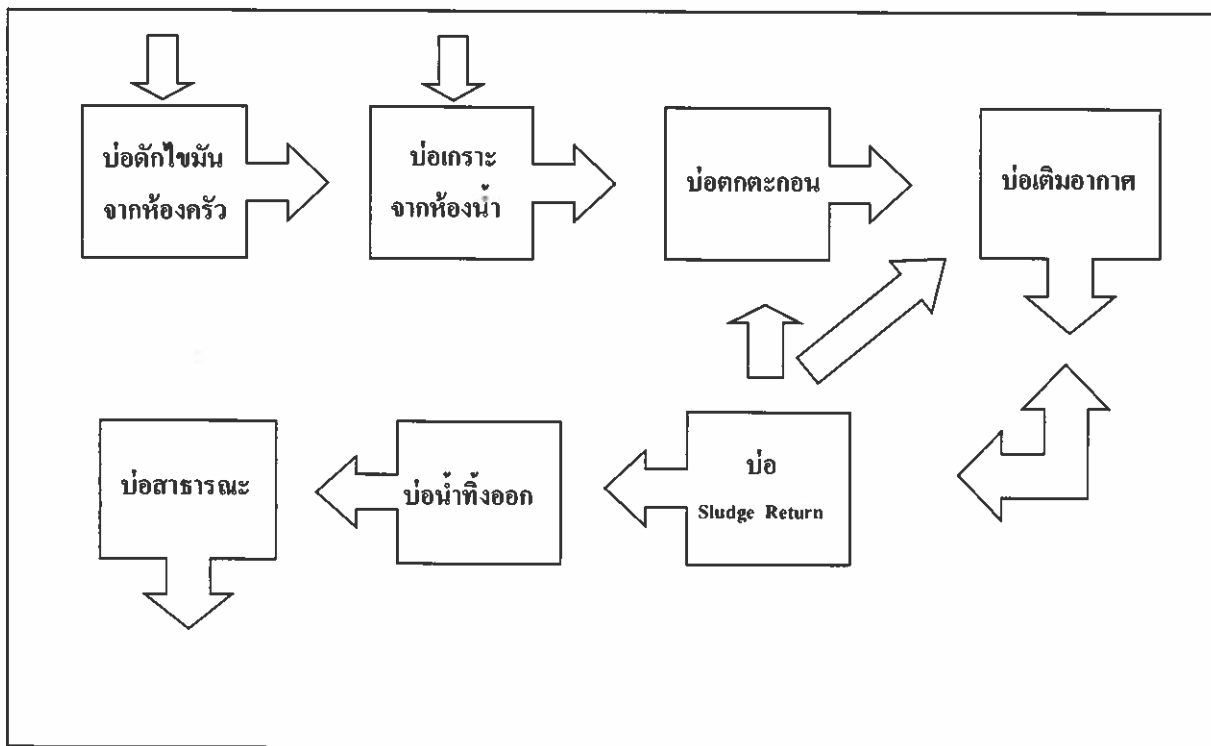 บ่อดักไขมัน
จากห้องครัว
บ่อเกราะ
จากห้องน้ำ
บ่อตกตะกอน
บ่อเติมอากาศ
บ่อสาธารณะ
บ่อน้ำทิ้งออก
บ่อ
Sludge Return